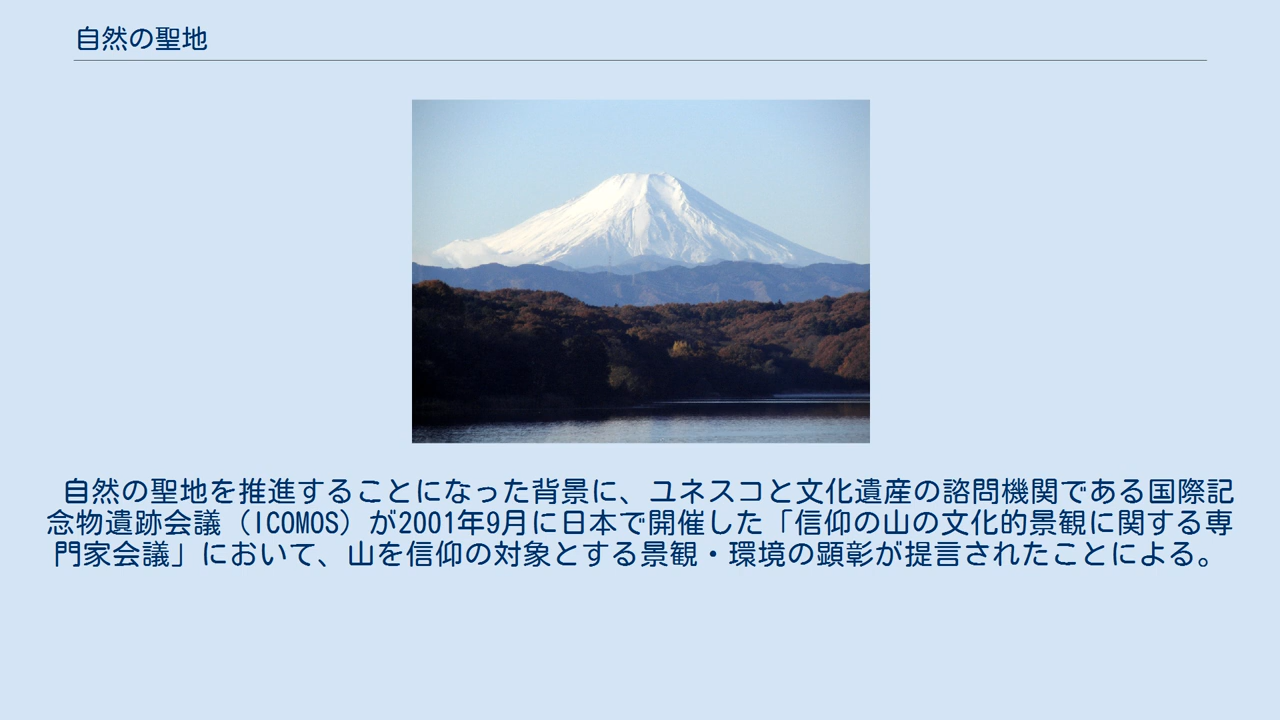 自然の聖地
自然の聖地を推進することになった背景に、ユネスコと文化遺産の諮問機関である国際記
念物遺跡会議（ICOMOS）が2001年9月に日本で開催した「信仰の山の文化的景観に関する専
門家会議」において、山を信仰の対象とする景観・環境の顕彰が提言されたことによる。